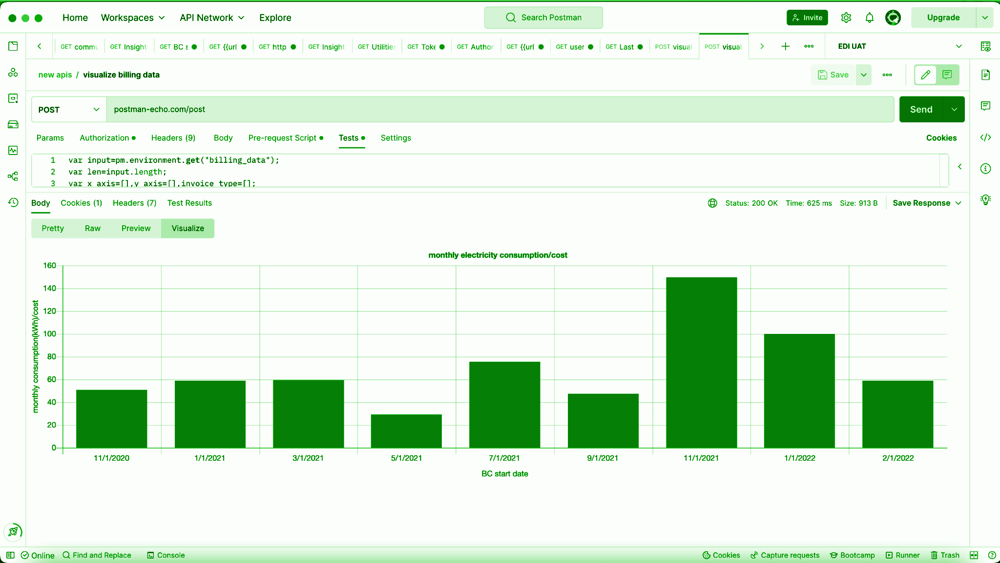 Home Workspaces API Network Explore Search Postman Invite Upgrade
GET commu GET Insight GET BC s GET {{url GET http GET Insight GET Utilities GET Toke GET Author GET {{url GET user GET Last POST visual POST visual EDI UAT
new apis / visualize billing data Save
POST postman-echo.com/post Send
Params Authorization Headers (9) Body Pre-request Script Tests Settings Cookies
1 var input=pm.environment.get("billing_data");
2 var len=input.length;
3 var x_axis=[],y_axis=[],invoice_type=[];
Body Cookies (1) Headers (7) Test Results Status: 200 OK Time: 625 ms Size: 913 B Save Response
Pretty Raw Preview Visualize
monthly electricity consumption/cost
160
140
120
100
80
60
40
20
0
monthly consumption(kWh)/cost
11/1/2020 1/1/2021 3/1/2021 5/1/2021 7/1/2021 9/1/2021 11/1/2021 1/1/2022 2/1/2022
BC start date
Online Find and Replace Console Cookies Capture requests Bootcamp Runner Trash